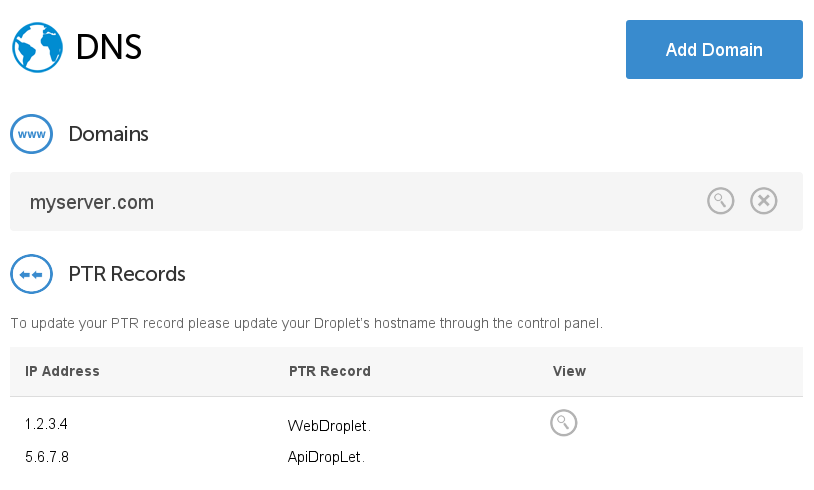 DNS
Add Domain
www
Domains
myserver.com
PTR Records
To update your PTR record please update your Droplet's hostname through the control panel.
IP Address PTR Record View
1.2.3.4 WebDroplet.
5.6.7.8 ApiDropLet.